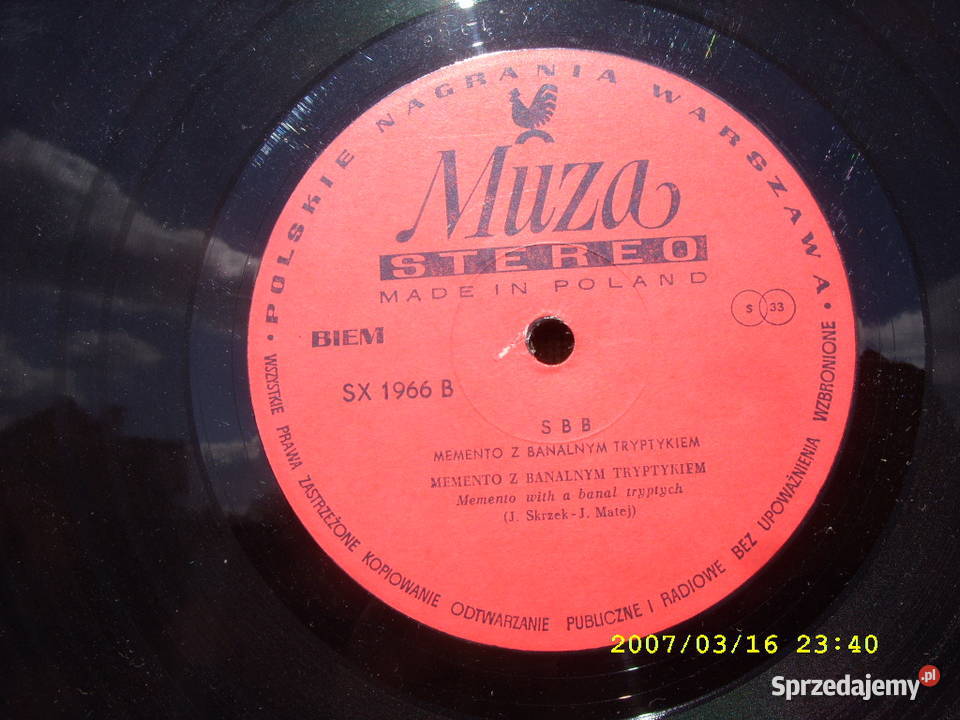 POLSKIE NAGRANIA WARSZAWA
Muza
STEREO
MADE IN POLAND
S 33
BIEM
SX 1966 B
SBB
MEMENTO Z BANALNYM TRYPTYKIEM
MEMENTO Z BANALNYM TRYPTYKIEM
Memento with a banal tryptych
(J. Skrzek-J. Matej)
WSZYSTKIE PRAWA ZASTRZEŻONE KOPIOWANIE ODTWARZANIE PUBLICZNE I RADIOWE BEZ UPOWAŻNIENIA WZBRONIONE
2007/03/16 23:40
Sprzedajemy.pl